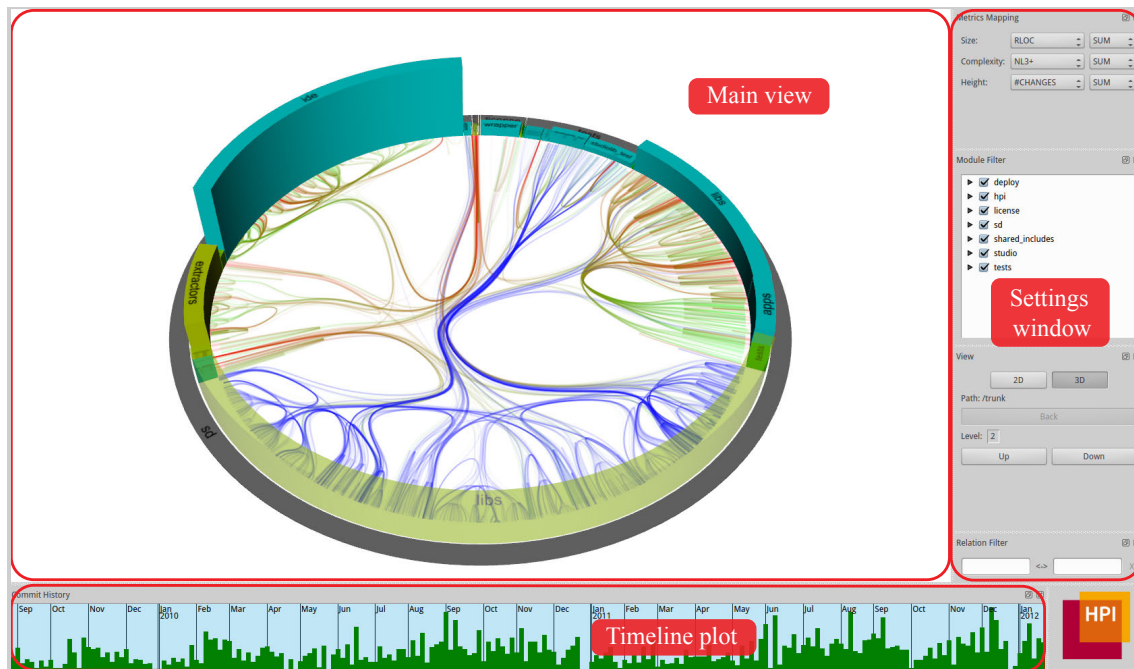 Main view
ide
libs
apps
extractors
sd
libs
Metrics Mapping
Size: RLOC SUM
Complexity: NL3+ SUM
Height: #CHANGES SUM
Module Filter
deploy
hpi
license
sd
shared_includes
studio
tests
Settings
window
View
2D 3D
Path: /trunk
Back
Level: 2
Up Down
Relation Filter
<->
Commit History
Sep Oct Nov Dec Jan Feb Mar Apr May Jun Jul Aug Sep Oct Nov Dec Jan Feb Mar Apr May Jun Jul Aug Sep Oct Nov Dec Jan
2010 2011 2012
Timeline plot
HPI